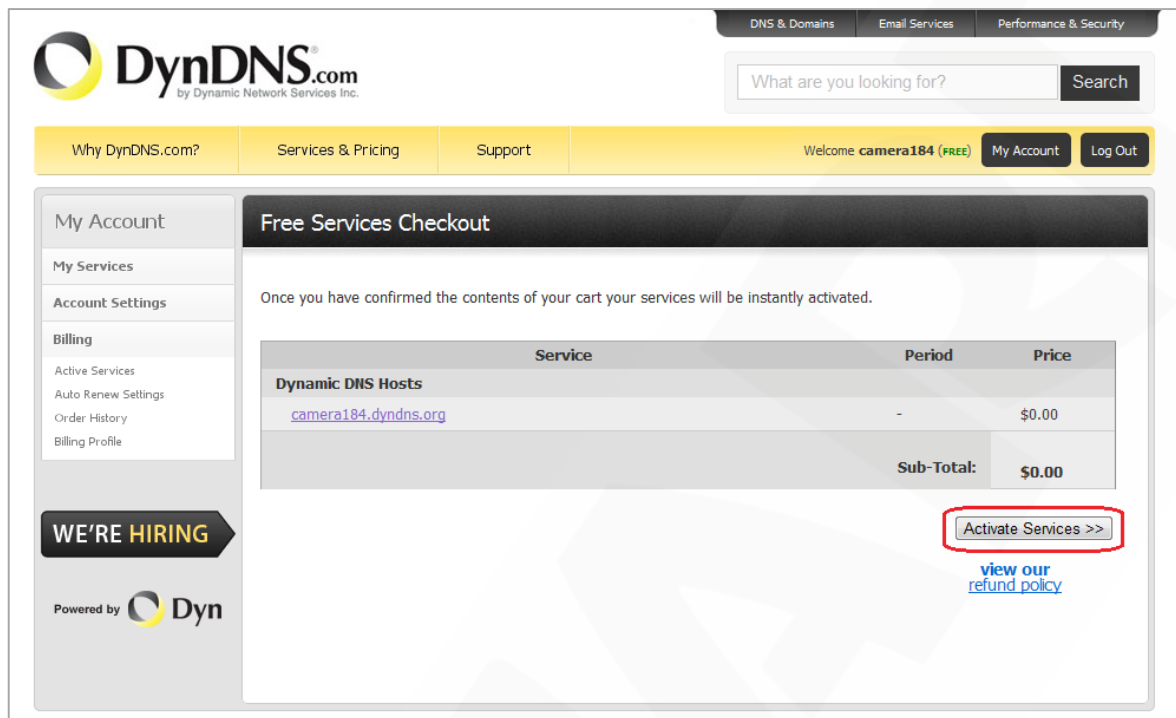 DNS & Domains Email Services Performance & Security
DynDNS®.com
by Dynamic Network Services Inc.
What are you looking for? Search
Why DynDNS.com? Services & Pricing Support Welcome camera184 (FREE) My Account Log Out
My Account
My Services
Account Settings
Billing
Active Services
Auto Renew Settings
Order History
Billing Profile
WE'RE HIRING
Powered by Dyn
Free Services Checkout
Once you have confirmed the contents of your cart your services will be instantly activated.
Service Period Price
Dynamic DNS Hosts
camera184.dyndns.org - $0.00
Sub-Total: $0.00
Activate Services >>
view our
refund policy